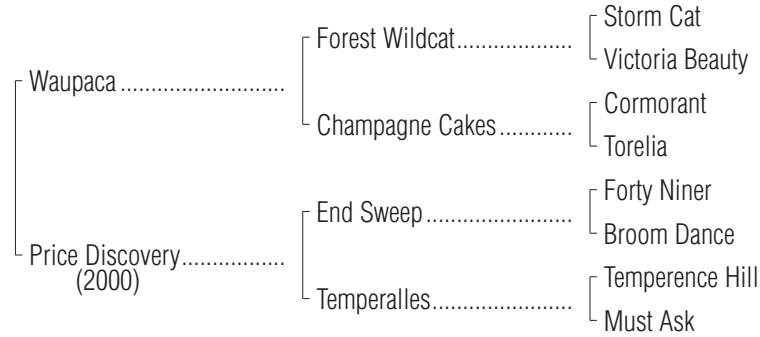 Storm Cat
Forest Wildcat..................
Victoria Beauty
Waupaca ...........................
Cormorant
Champagne Cakes............
Torelia
Forty Niner
End Sweep ........................
Broom Dance
Price Discovery.................
(2000)
Temperence Hill
Temperalles.......................
Must Ask